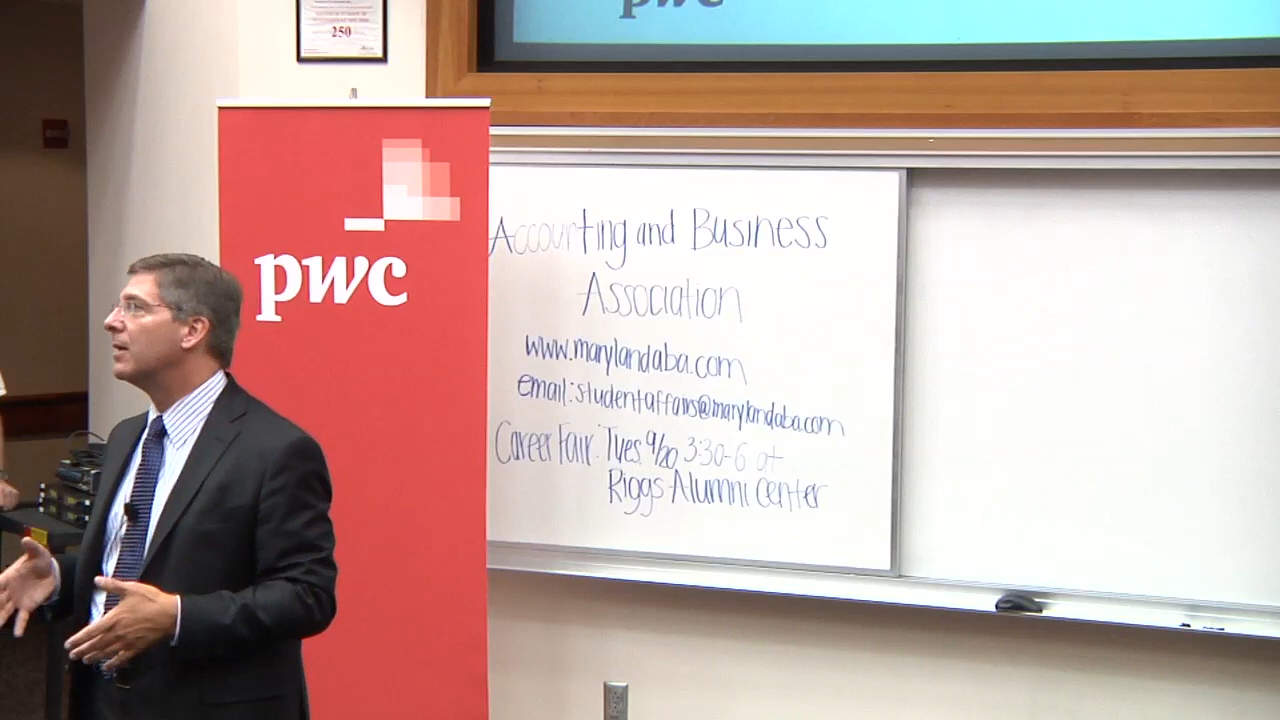 250
pwc
pwc
Accounting and Business
Association
www.marylandaba.com
email: studentaffairs@marylandaba.com
Career Fair: Tues 9/20 3:30-6 at
Riggs Alumni Center